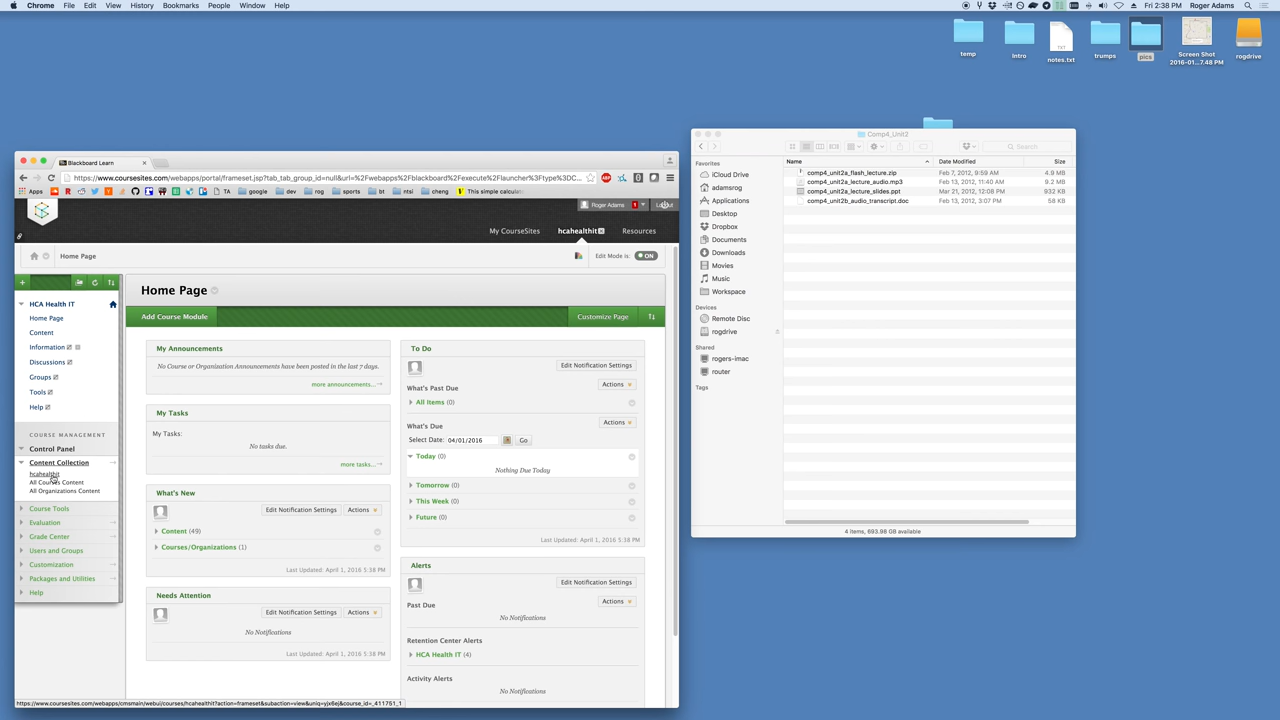 Chrome File Edit View History Bookmarks People Window Help
Fri 2:38 PM Roger Adams
temp
intro
notes.txt
trumps
pics
Screen Shot
2016-01...7.48 PM
rogdrive
Blackboard Learn
https://www.coursesites.com/webapps/portal/frameset.jsp?tab_tab_group_id=null&url=%2Fwebapps%2Fblackboard%2Fexecute%2Flauncher%3Ftype%3DC...
Apps TA google dev rog sports bt ntsl cheng This simple calculat
Roger Adams 1 Logout
My CourseSites hcahealthit Resources
Home Page
Edit Mode is: ON
HCA Health IT
Home Page
Content
Information
Discussions
Groups
Tools
Help
COURSE MANAGEMENT
Control Panel
Content Collection
hcahealthit
All Courses Content
All Organizations Content
Course Tools
Evaluation
Grade Center
Users and Groups
Customization
Packages and Utilities
Help
Home Page
Add Course Module
Customize Page
My Announcements
No Course or Organization Announcements have been posted in the last 7 days.
more announcements...
My Tasks
My Tasks:
No tasks due.
more tasks...
What's New
Edit Notification Settings Actions
Content (49)
Courses/Organizations (1)
Last Updated: April 1, 2016 5:38 PM
Needs Attention
Edit Notification Settings Actions
No Notifications
Last Updated: April 1, 2016 5:38 PM
To Do
Edit Notification Settings
Actions
What's Past Due
All Items (0)
Actions
What's Due
Select Date: 04/01/2016 Go
Today (0)
Nothing Due Today
Tomorrow (0)
This Week (0)
Future (0)
Last Updated: April 1, 2016 5:38 PM
Alerts
Edit Notification Settings
Actions
Past Due
No Notifications
Retention Center Alerts
HCA Health IT (4)
Activity Alerts
No Notifications
https://www.coursesites.com/webapps/cmsmain/webui/courses/hcahealthit?action=frameset&subaction=view&uniq=yjx6ej&course_id=_411751_1
Comp4_Unit2
Search
Favorites
iCloud Drive
adamsrog
Applications
Desktop
Dropbox
Documents
Downloads
Movies
Music
Workspace
Devices
Remote Disc
rogdrive
Shared
rogers-imac
router
Tags
Name Date Modified Size
comp4_unit2a_flash_lecture.zip Feb 7, 2012, 9:59 AM 4.9 MB
comp4_unit2a_lecture_audio.mp3 Feb 13, 2012, 11:40 AM 9.2 MB
comp4_unit2a_lecture_slides.ppt Mar 21, 2012, 12:08 PM 932 KB
comp4_unit2b_audio_transcript.doc Feb 13, 2012, 3:07 PM 58 KB
4 items, 693.98 GB available